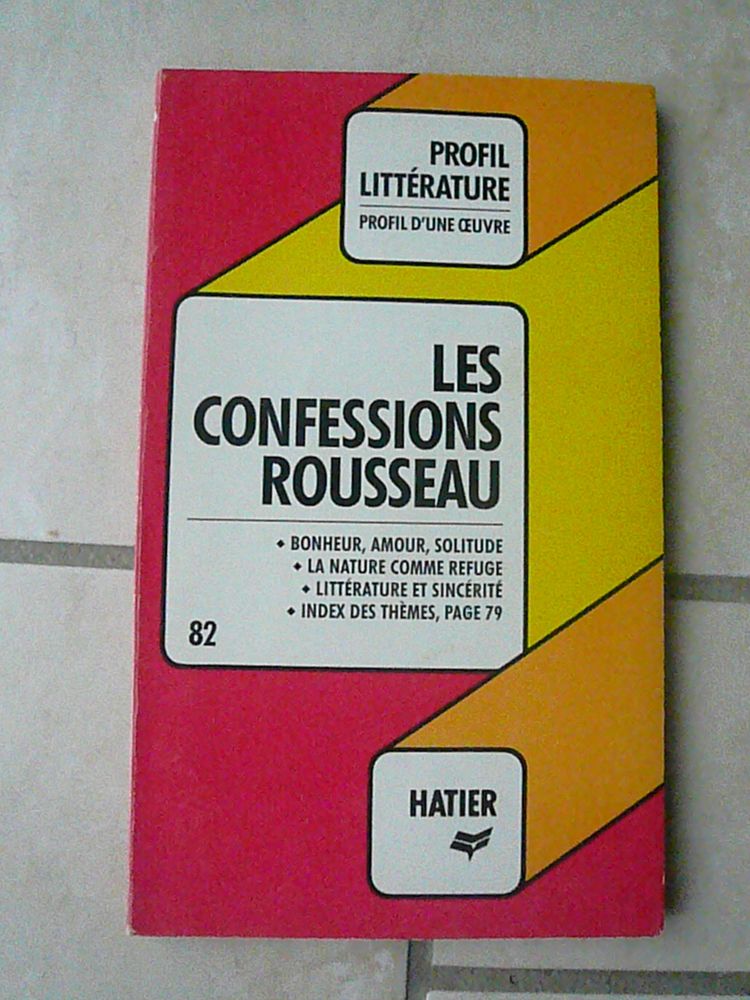 PROFIL
LITTÉRATURE
PROFIL D'UNE ŒUVRE
LES
CONFESSIONS
ROUSSEAU
◆ BONHEUR, AMOUR, SOLITUDE
◆ LA NATURE COMME REFUGE
◆ LITTÉRATURE ET SINCÉRITÉ
◆ INDEX DES THÈMES, PAGE 79
82
HATIER